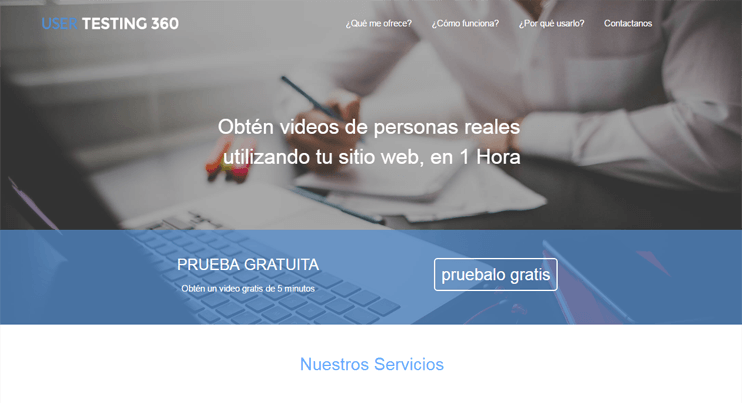 USER TESTING 360
¿Qué me ofrece?
¿Cómo funciona?
¿Por qué usarlo?
Contactanos
Obtén videos de personas reales
utilizando tu sitio web, en 1 Hora
PRUEBA GRATUITA
Obtén un video gratis de 5 minutos
pruebalo gratis
Nuestros Servicios